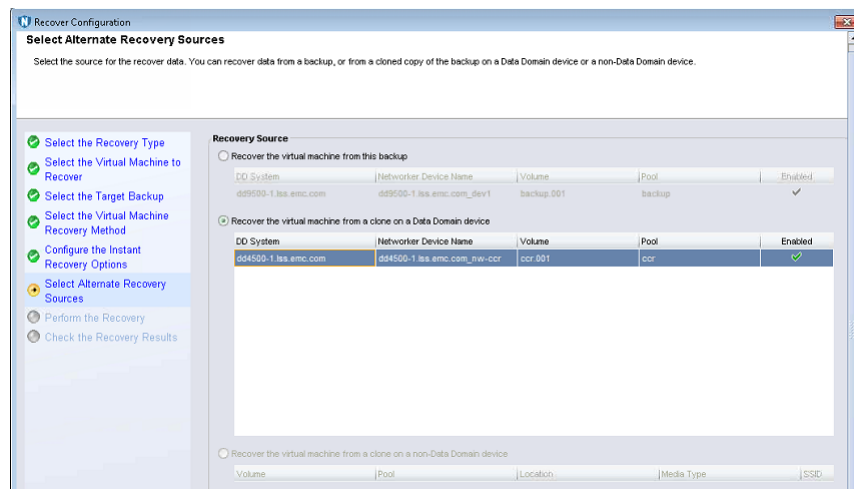 Recover Configuration
Select Alternate Recovery Sources
Select the source for the recover data. You can recover data from a backup, or from a cloned copy of the backup on a Data Domain device or a non-Data Domain device.
Select the Recovery Type
Select the Virtual Machine to
Recover
Select the Target Backup
Select the Virtual Machine
Recovery Method
Configure the Instant
Recovery Options
Select Alternate Recovery
Sources
Perform the Recovery
Check the Recovery Results
Recovery Source
Recover the virtual machine from this backup
DD System Networker Device Name Volume Pool Enabled
dd9500-1.lss.emc.com dd9500-1.lss.emc.com_dev1 backup.001 backup
Recover the virtual machine from a clone on a Data Domain device
DD System Networker Device Name Volume Pool Enabled
dd4500-1.lss.emc.com dd4500-1.lss.emc.com_nw-ccr ccr.001 ccr
Recover the virtual machine from a clone on a non-Data Domain device
Volume Pool Location Media Type SSID